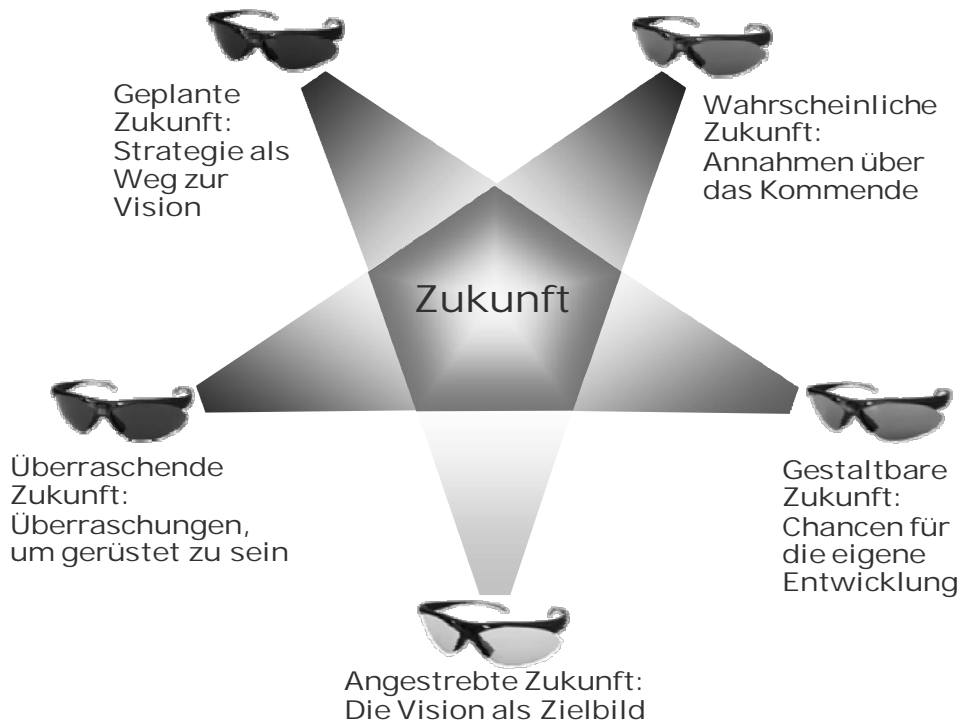 Geplante
Zukunft:
Strategie als
Weg zur
Vision
Wahrscheinliche
Zukunft:
Annahmen über
das Kommende
Zukunft
Überraschende
Zukunft:
Überraschungen,
um gerüstet zu sein
Gestaltbare
Zukunft:
Chancen für
die eigene
Entwicklung
Angestrebte Zukunft:
Die Vision als Zielbild